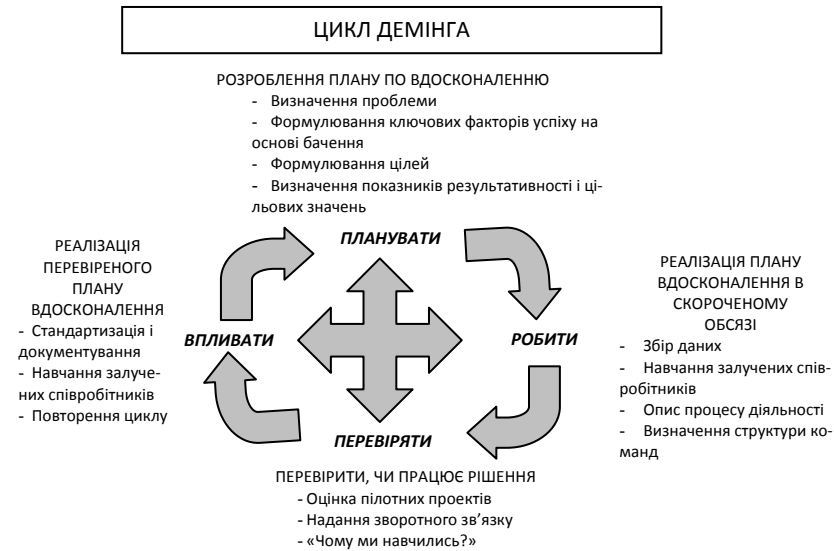 ЦИКЛ ДЕМІНГА
РОЗРОБЛЕННЯ ПЛАНУ ПО ВДОСКОНАЛЕННЮ
- Визначення проблеми
- Формулювання ключових факторів успіху на
основі бачення
- Формулювання цілей
- Визначення показників результативності і ці-
льових значень
ПЛАНУВАТИ
РЕАЛІЗАЦІЯ
ПЕРЕВІРЕНОГО
ПЛАНУ
ВДОСКОНАЛЕННЯ
- Стандартизація і
документування
- Навчання залуче-
них співробітників
- Повторення циклу
ВПЛИВАТИ
РОБИТИ
РЕАЛІЗАЦІЯ ПЛАНУ
ВДОСКОНАЛЕННЯ В
СКОРОЧЕНОМУ
ОБСЯЗІ
- Збір даних
- Навчання залучених спів-
робітників
- Опис процесу діяльності
- Визначення структури ко-
манд
ПЕРЕВІРЯТИ
ПЕРЕВІРИТИ, ЧИ ПРАЦЮЄ РІШЕННЯ
- Оцінка пілотних проектів
- Надання зворотного зв’язку
- «Чому ми навчились?»